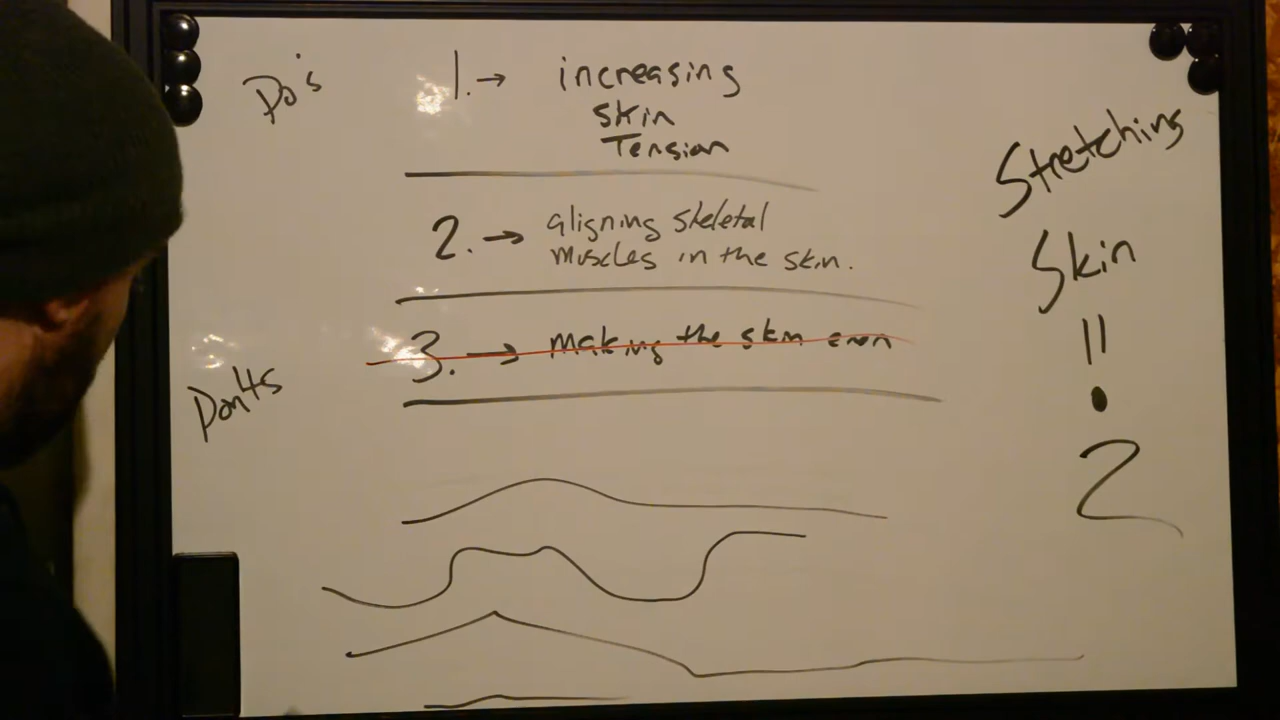 Do's
1. → increasing
skin
Tension
2. → aligning skeletal
muscles in the skin.
3. → making the skin even
Don'ts
Stretching
Skin
!!
2